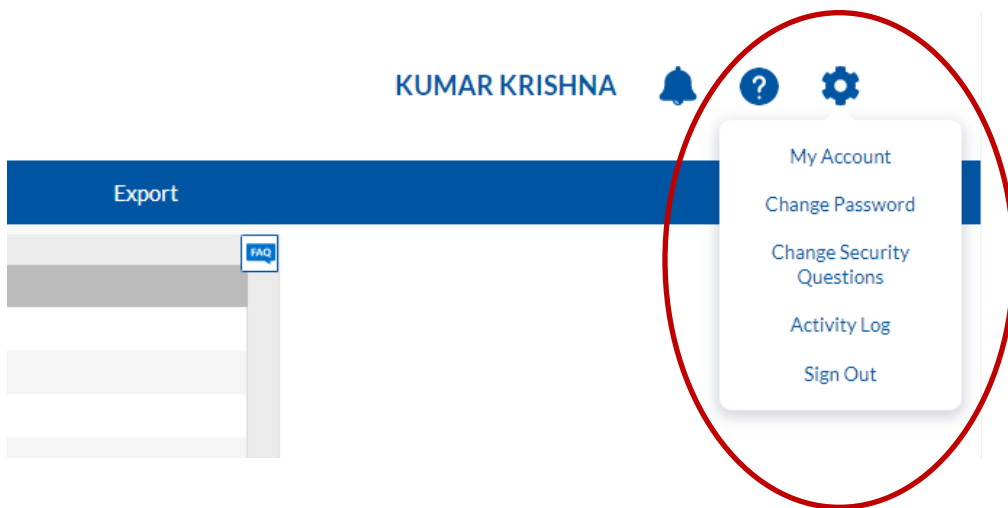 KUMAR KRISHNA
?
My Account
Export
Change Password
FAQ
Change Security
Questions
Activity Log
Sign Out